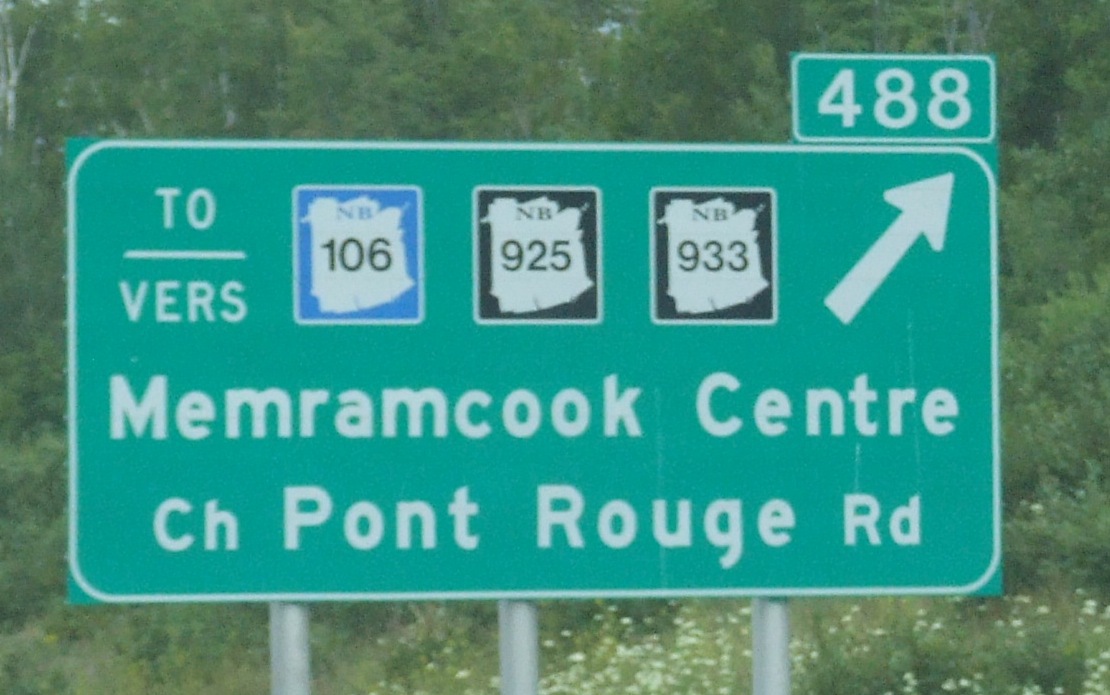 488
TO
VERS
NB
106
NB
925
NB
933
Memramcook Centre
Ch Pont Rouge Rd